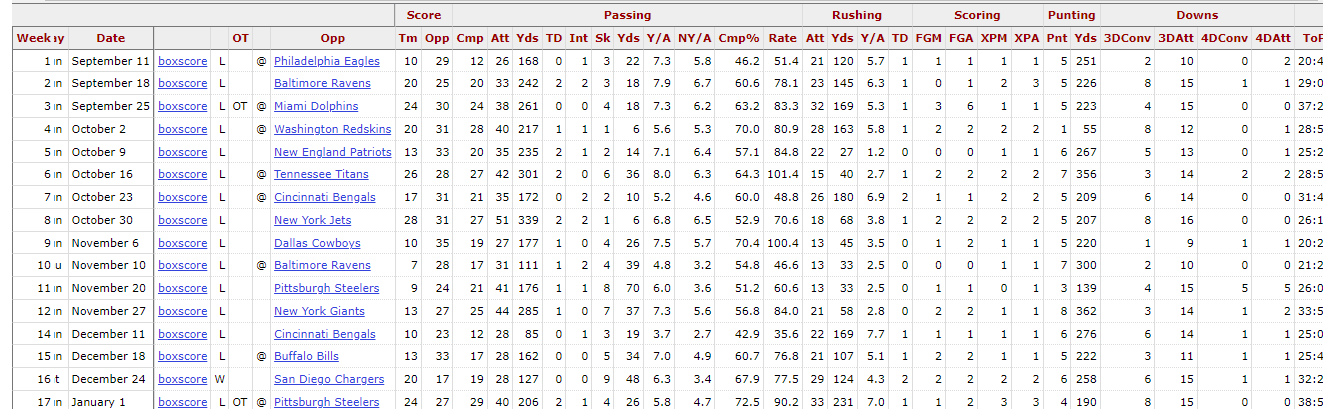 Score Passing Rushing Scoring Punting Downs
Week y Date OT Opp Tm Opp Cmp Att Yds TD Int Sk Yds Y/A NY/A Cmp% Rate Att Yds Y/A TD FGM FGA XPM XPA Pnt Yds 3DConv 3DAtt 4DConv 4DAtt ToP
1 n September 11 boxscore L @ Philadelphia Eagles 10 29 12 26 168 0 1 3 22 7.3 5.8 46.2 51.4 21 120 5.7 1 1 1 1 1 5 251 2 10 0 2 20:4
2 n September 18 boxscore L Baltimore Ravens 20 25 20 33 242 2 2 3 18 7.9 6.7 60.6 78.1 23 145 6.3 1 0 1 2 3 5 226 8 15 1 1 29:0
3 n September 25 boxscore L OT @ Miami Dolphins 24 30 24 38 261 0 0 4 18 7.3 6.2 63.2 83.3 32 169 5.3 1 3 6 1 1 5 223 4 15 0 0 37:2
4 n October 2 boxscore L @ Washington Redskins 20 31 28 40 217 1 1 1 6 5.6 5.3 70.0 80.9 28 163 5.8 1 2 2 2 2 1 55 8 12 0 1 28:5
5 n October 9 boxscore L New England Patriots 13 33 20 35 235 2 1 2 14 7.1 6.4 57.1 84.8 22 27 1.2 0 0 0 1 1 6 267 5 13 0 1 25:2
6 n October 16 boxscore L @ Tennessee Titans 26 28 27 42 301 2 0 6 36 8.0 6.3 64.3 101.4 15 40 2.7 1 2 2 2 2 7 356 3 14 2 2 28:5
7 n October 23 boxscore L @ Cincinnati Bengals 17 31 21 35 172 0 2 2 10 5.2 4.6 60.0 48.8 26 180 6.9 2 1 1 2 2 5 209 6 14 0 0 31:4
8 n October 30 boxscore L New York Jets 28 31 27 51 339 2 2 1 6 6.8 6.5 52.9 70.6 18 68 3.8 1 2 2 2 2 5 207 8 16 0 0 26:1
9 n November 6 boxscore L Dallas Cowboys 10 35 19 27 177 1 0 4 26 7.5 5.7 70.4 100.4 13 45 3.5 0 1 2 1 1 5 220 1 9 1 1 20:2
10 u November 10 boxscore L @ Baltimore Ravens 7 28 17 31 111 1 2 4 39 4.8 3.2 54.8 46.6 13 33 2.5 0 0 0 1 1 7 300 2 10 0 0 21:2
11 n November 20 boxscore L Pittsburgh Steelers 9 24 21 41 176 1 1 8 70 6.0 3.6 51.2 60.6 13 33 2.5 0 1 1 0 1 3 139 4 15 5 5 26:0
12 n November 27 boxscore L New York Giants 13 27 25 44 285 1 0 7 37 7.3 5.6 56.8 84.0 21 58 2.8 0 0 2 1 1 8 362 3 14 1 2 33:5
14 n December 11 boxscore L Cincinnati Bengals 10 23 12 28 85 0 1 3 19 3.7 2.7 42.9 35.6 22 169 7.7 1 1 1 1 1 6 276 6 14 1 1 25:0
15 n December 18 boxscore L @ Buffalo Bills 13 33 17 28 162 0 0 5 34 7.0 4.9 60.7 76.8 21 107 5.1 1 2 2 1 1 5 222 3 11 1 1 25:4
16 t December 24 boxscore W San Diego Chargers 20 17 19 28 127 0 0 9 48 6.3 3.4 67.9 77.5 29 124 4.3 2 2 2 2 2 6 258 6 15 1 1 32:2
17 n January 1 boxscore L OT @ Pittsburgh Steelers 24 27 29 40 206 2 1 4 26 5.8 4.7 72.5 90.2 33 231 7.0 1 1 2 3 3 4 190 8 15 0 0 38:5